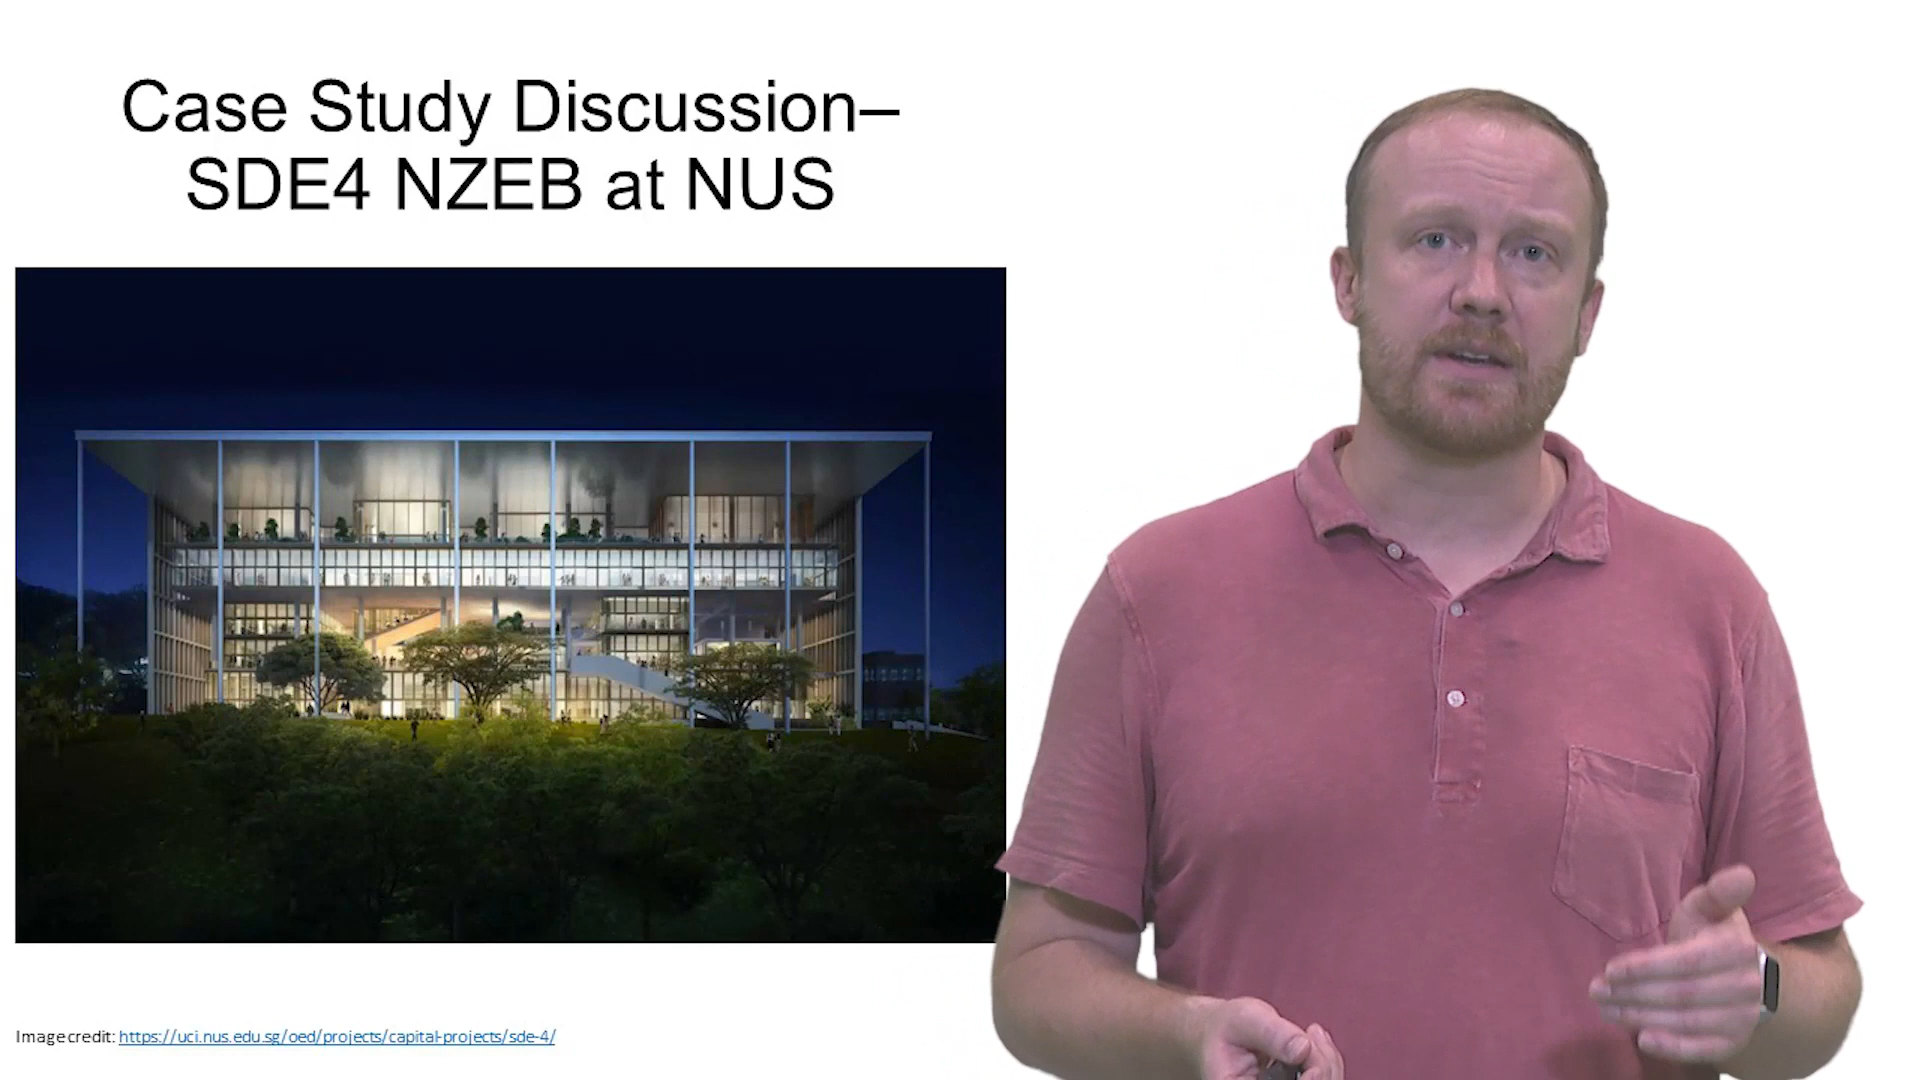 Case Study Discussion–
SDE4 NZEB at NUS
Image credit: https://uci.nus.edu.sg/oed/projects/capital-projects/sde-4/